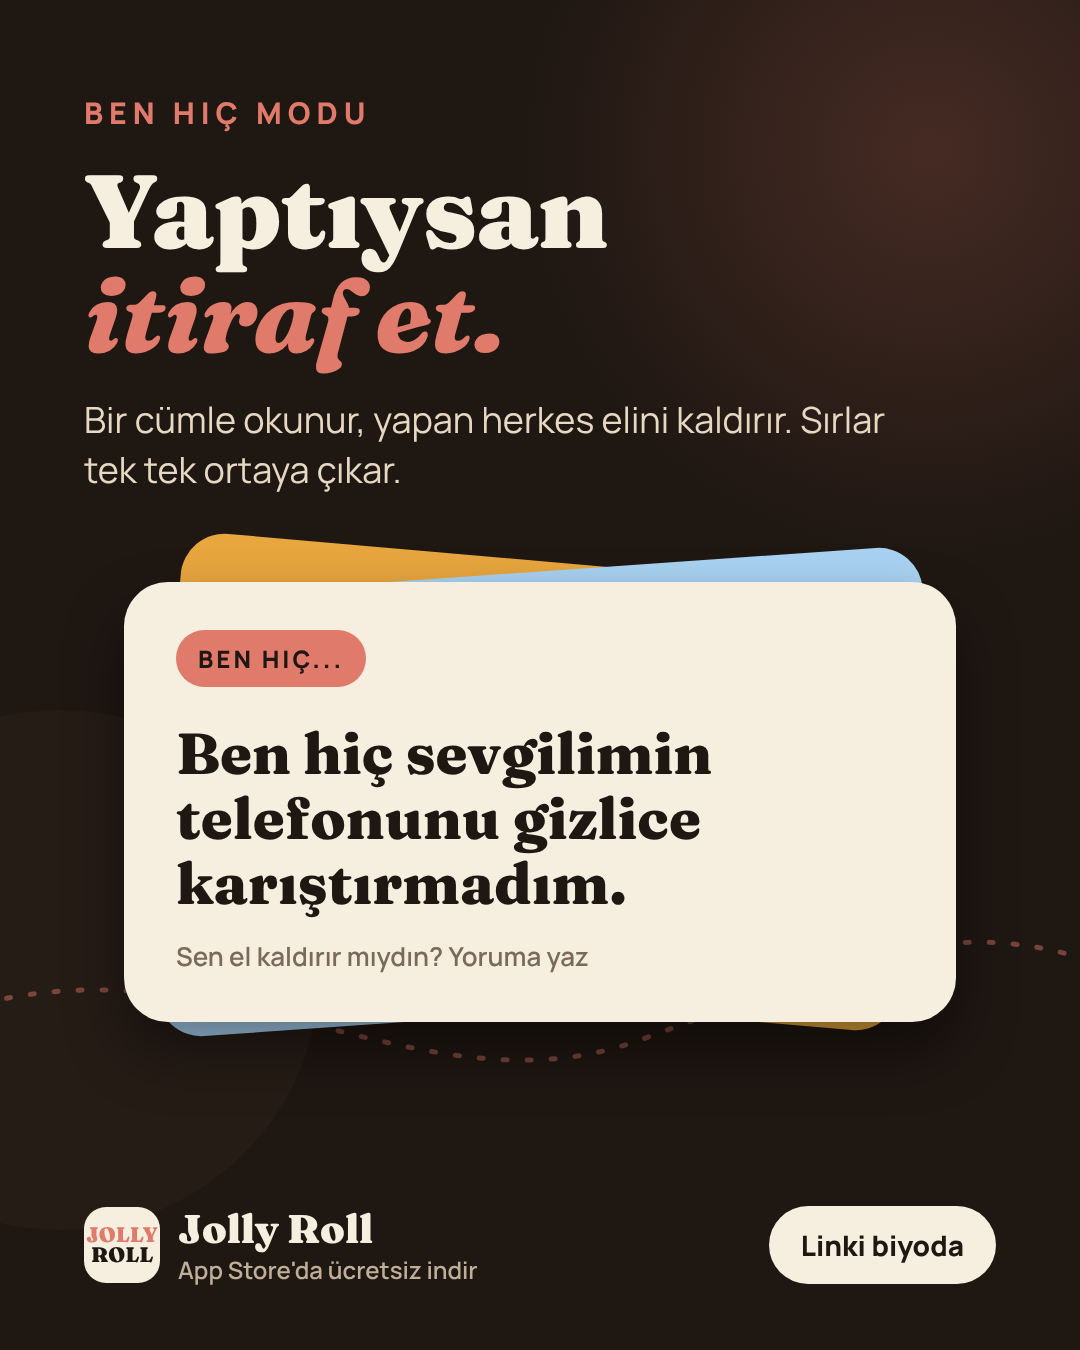 BEN HIÇ MODU
Yaptıysan
itiraf et.
Bir cümle okunur, yapan herkes elini kaldırır. Sırlar
tek tek ortaya çıkar.
BEN HIÇ...
Ben hiç sevgilimin
telefonunu gizlice
karıştırmadım.
Sen el kaldırır mıydın? Yoruma yaz
JOLLY
ROLL
Jolly Roll
App Store'da ücretsiz indir
Linki biyoda